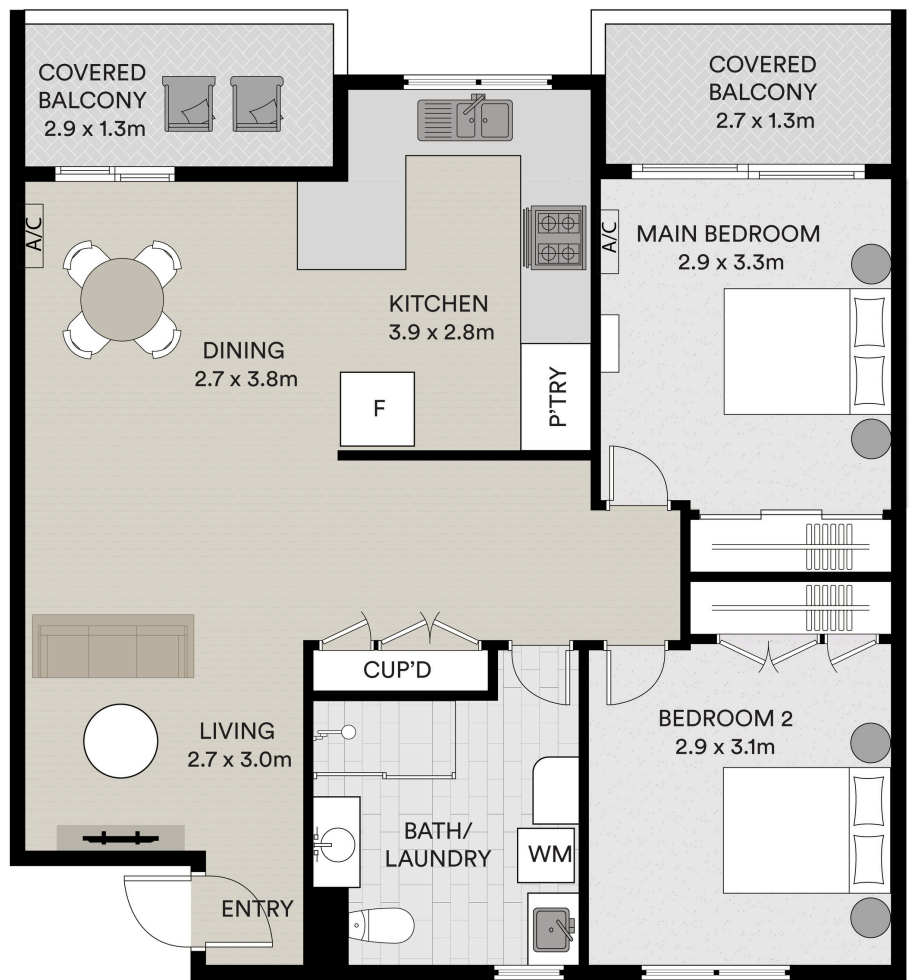 COVERED
BALCONY
2.9 x 1.3m
COVERED
BALCONY
2.7 x 1.3m
A/C
A/C
MAIN BEDROOM
2.9 x 3.3m
KITCHEN
3.9 x 2.8m
DINING
2.7 x 3.8m
F
P'TRY
CUP'D
LIVING
2.7 x 3.0m
BEDROOM 2
2.9 x 3.1m
BATH/
LAUNDRY
WM
ENTRY